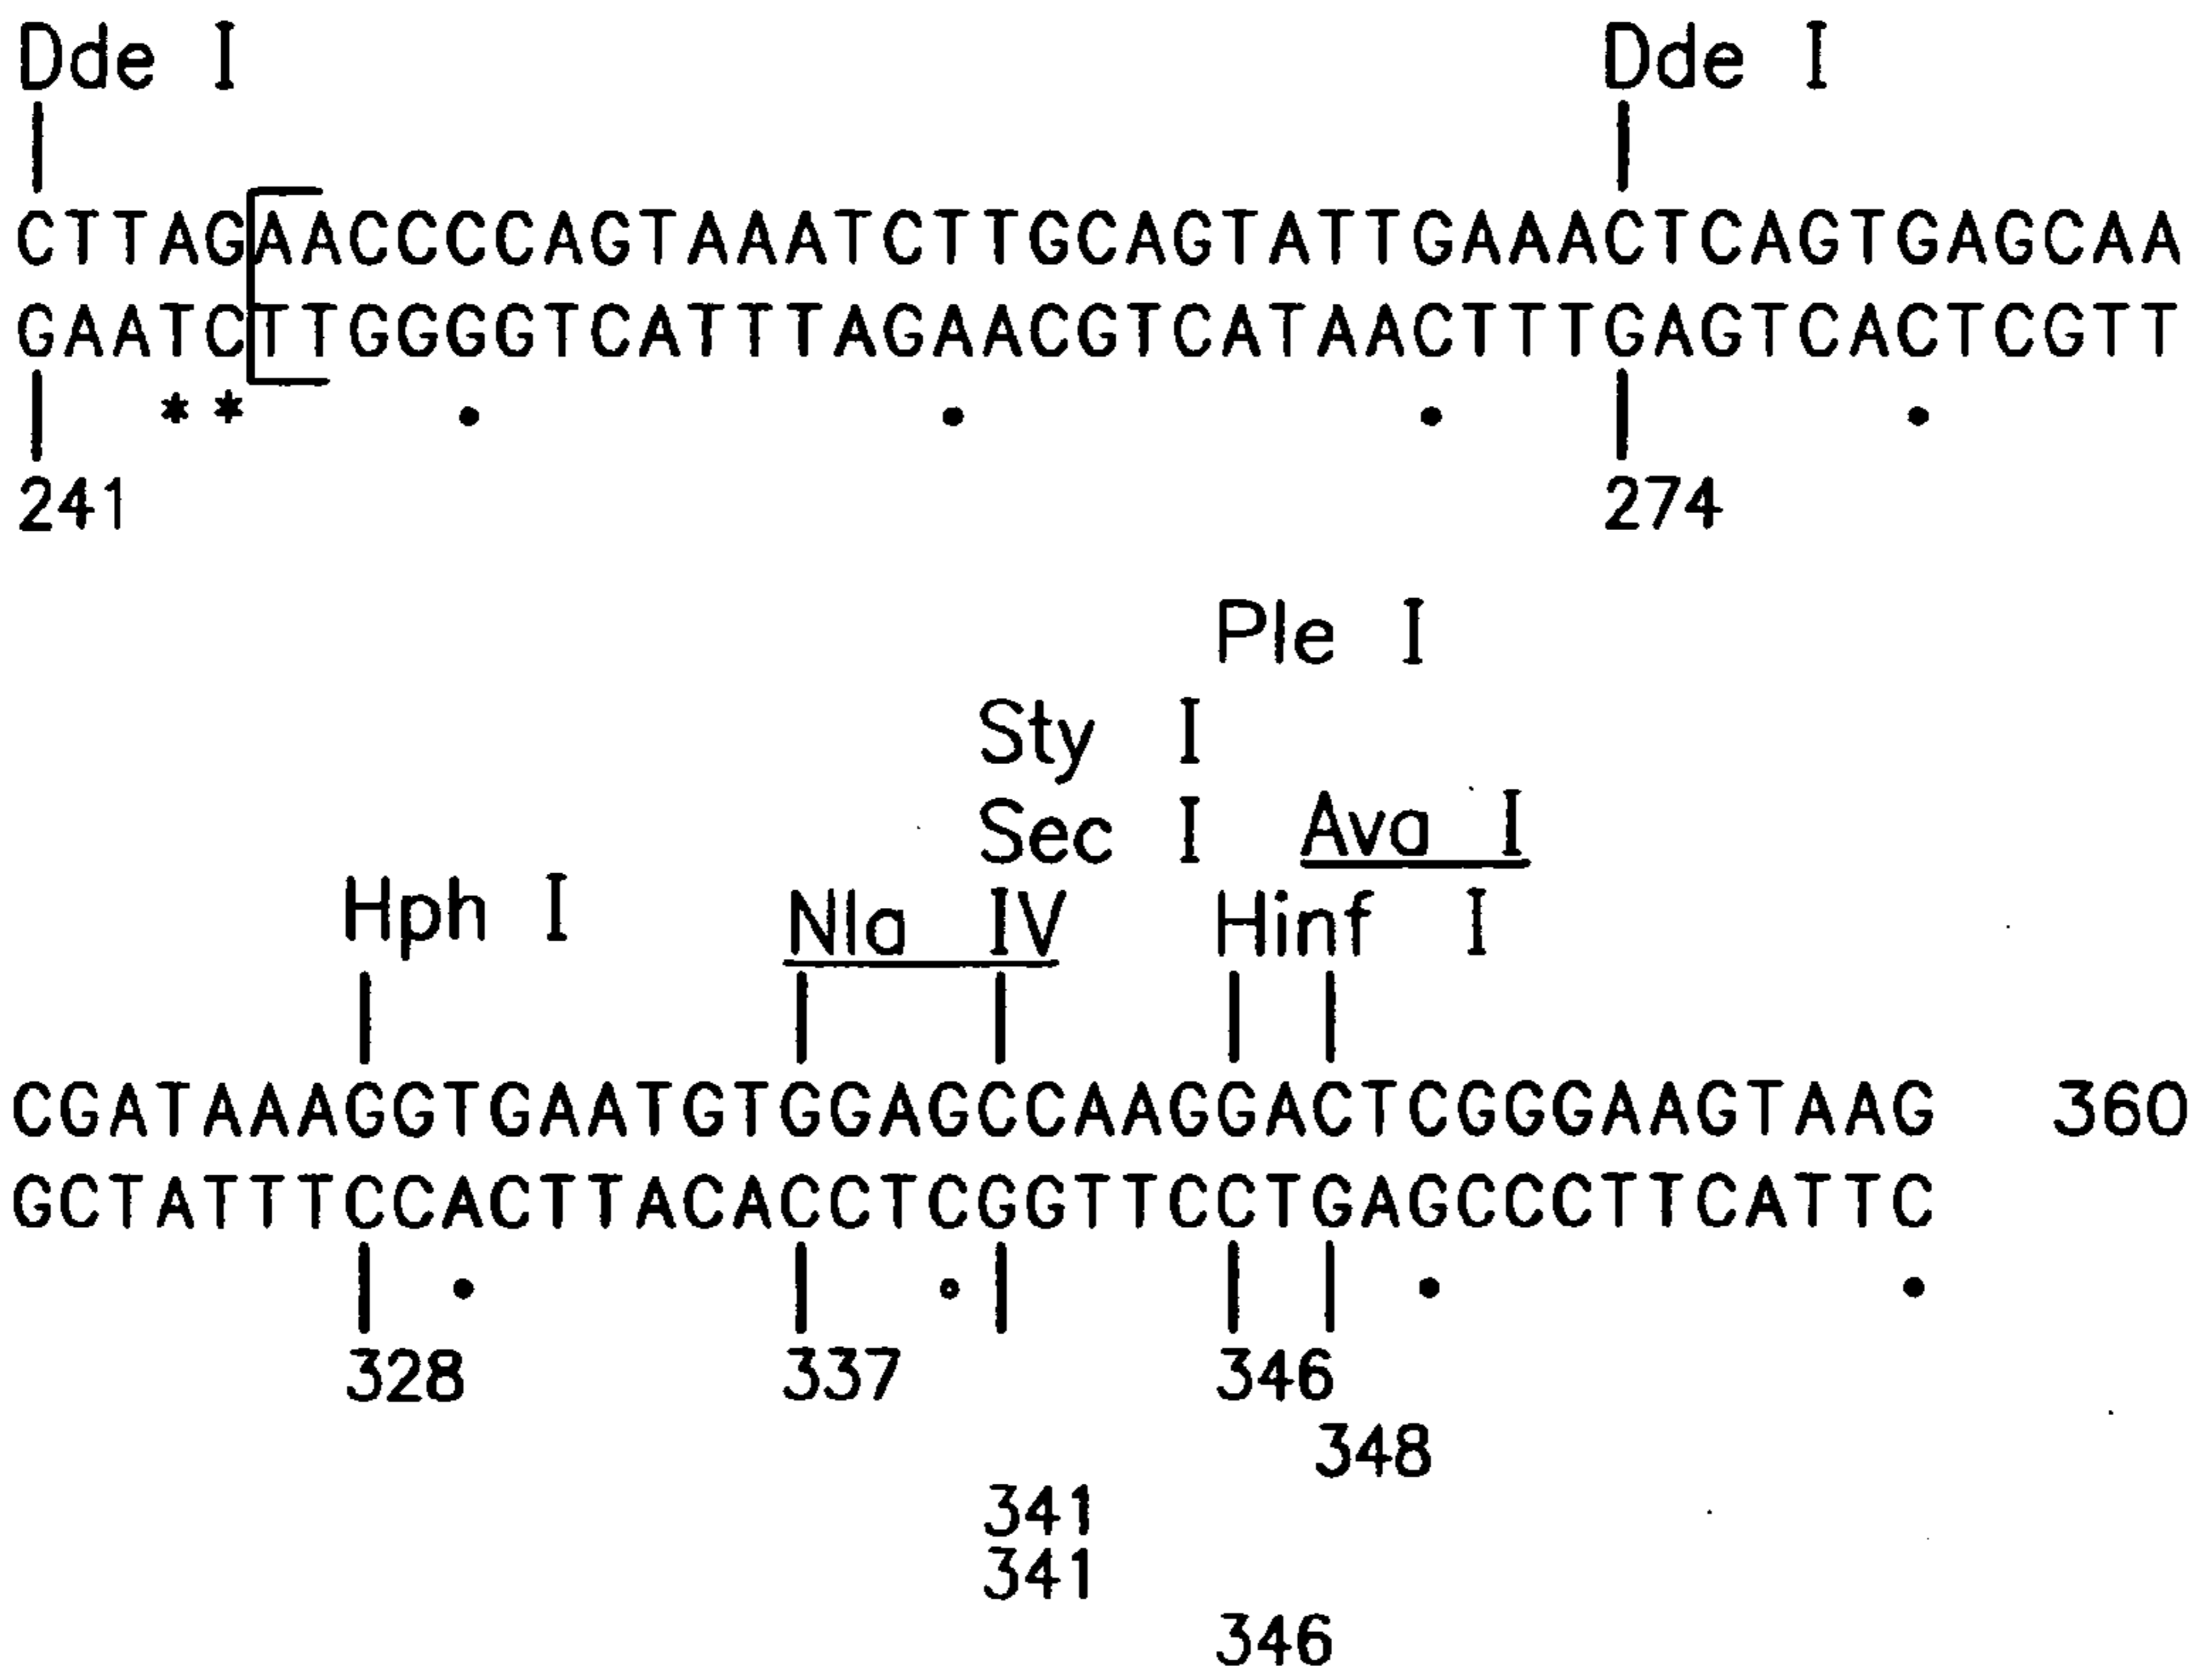 Dde I Dde I
CTTAGAACCCCAGTAAATCTTGCAGTATTGAAACTCAGTGAGCAA
GAATCTTGGGGTCATTTAGAACGTCATAACTTTGAGTCACTCGTT
* *
241 274
Ple I
Sty I
Sec I Ava I
Hph I Nla IV Hinf I
CGATAAAGGTGAATGTGGAGCCAAGGACTCGGGAAGTAAG 360
GCTATTTCCACTTACACCTCGGTTCCTGAGCCCTTCATTC
328 337 346
348
341
341
346